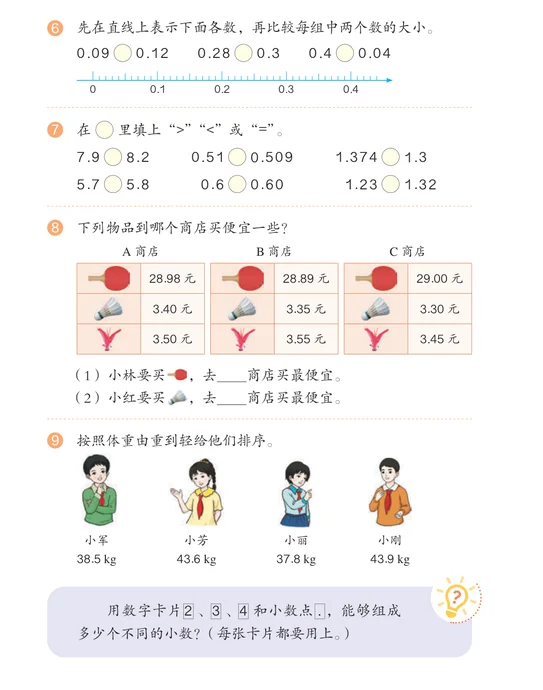 6 先在直线上表示下面各数，再比较每组中两个数的大小。
0.09 0.12 0.28 0.3 0.4 0.04
0 0.1 0.2 0.3 0.4
7 在 里填上“>”“<”或“=”。
7.9 8.2 0.51 0.509 1.374 1.3
5.7 5.8 0.6 0.60 1.23 1.32
8 下列物品到哪个商店买便宜一些？
A 商店 B 商店 C 商店
28.98 元 28.89 元 29.00 元
3.40 元 3.35 元 3.30 元
3.50 元 3.55 元 3.45 元
（1）小林要买 ，去____商店买最便宜。
（2）小红要买 ，去____商店买最便宜。
9 按照体重由重到轻给他们排序。
小军 小芳 小丽 小刚
38.5 kg 43.6 kg 37.8 kg 43.9 kg
?
用数字卡片2、3、4和小数点.，能够组成
多少个不同的小数？（每张卡片都要用上。）